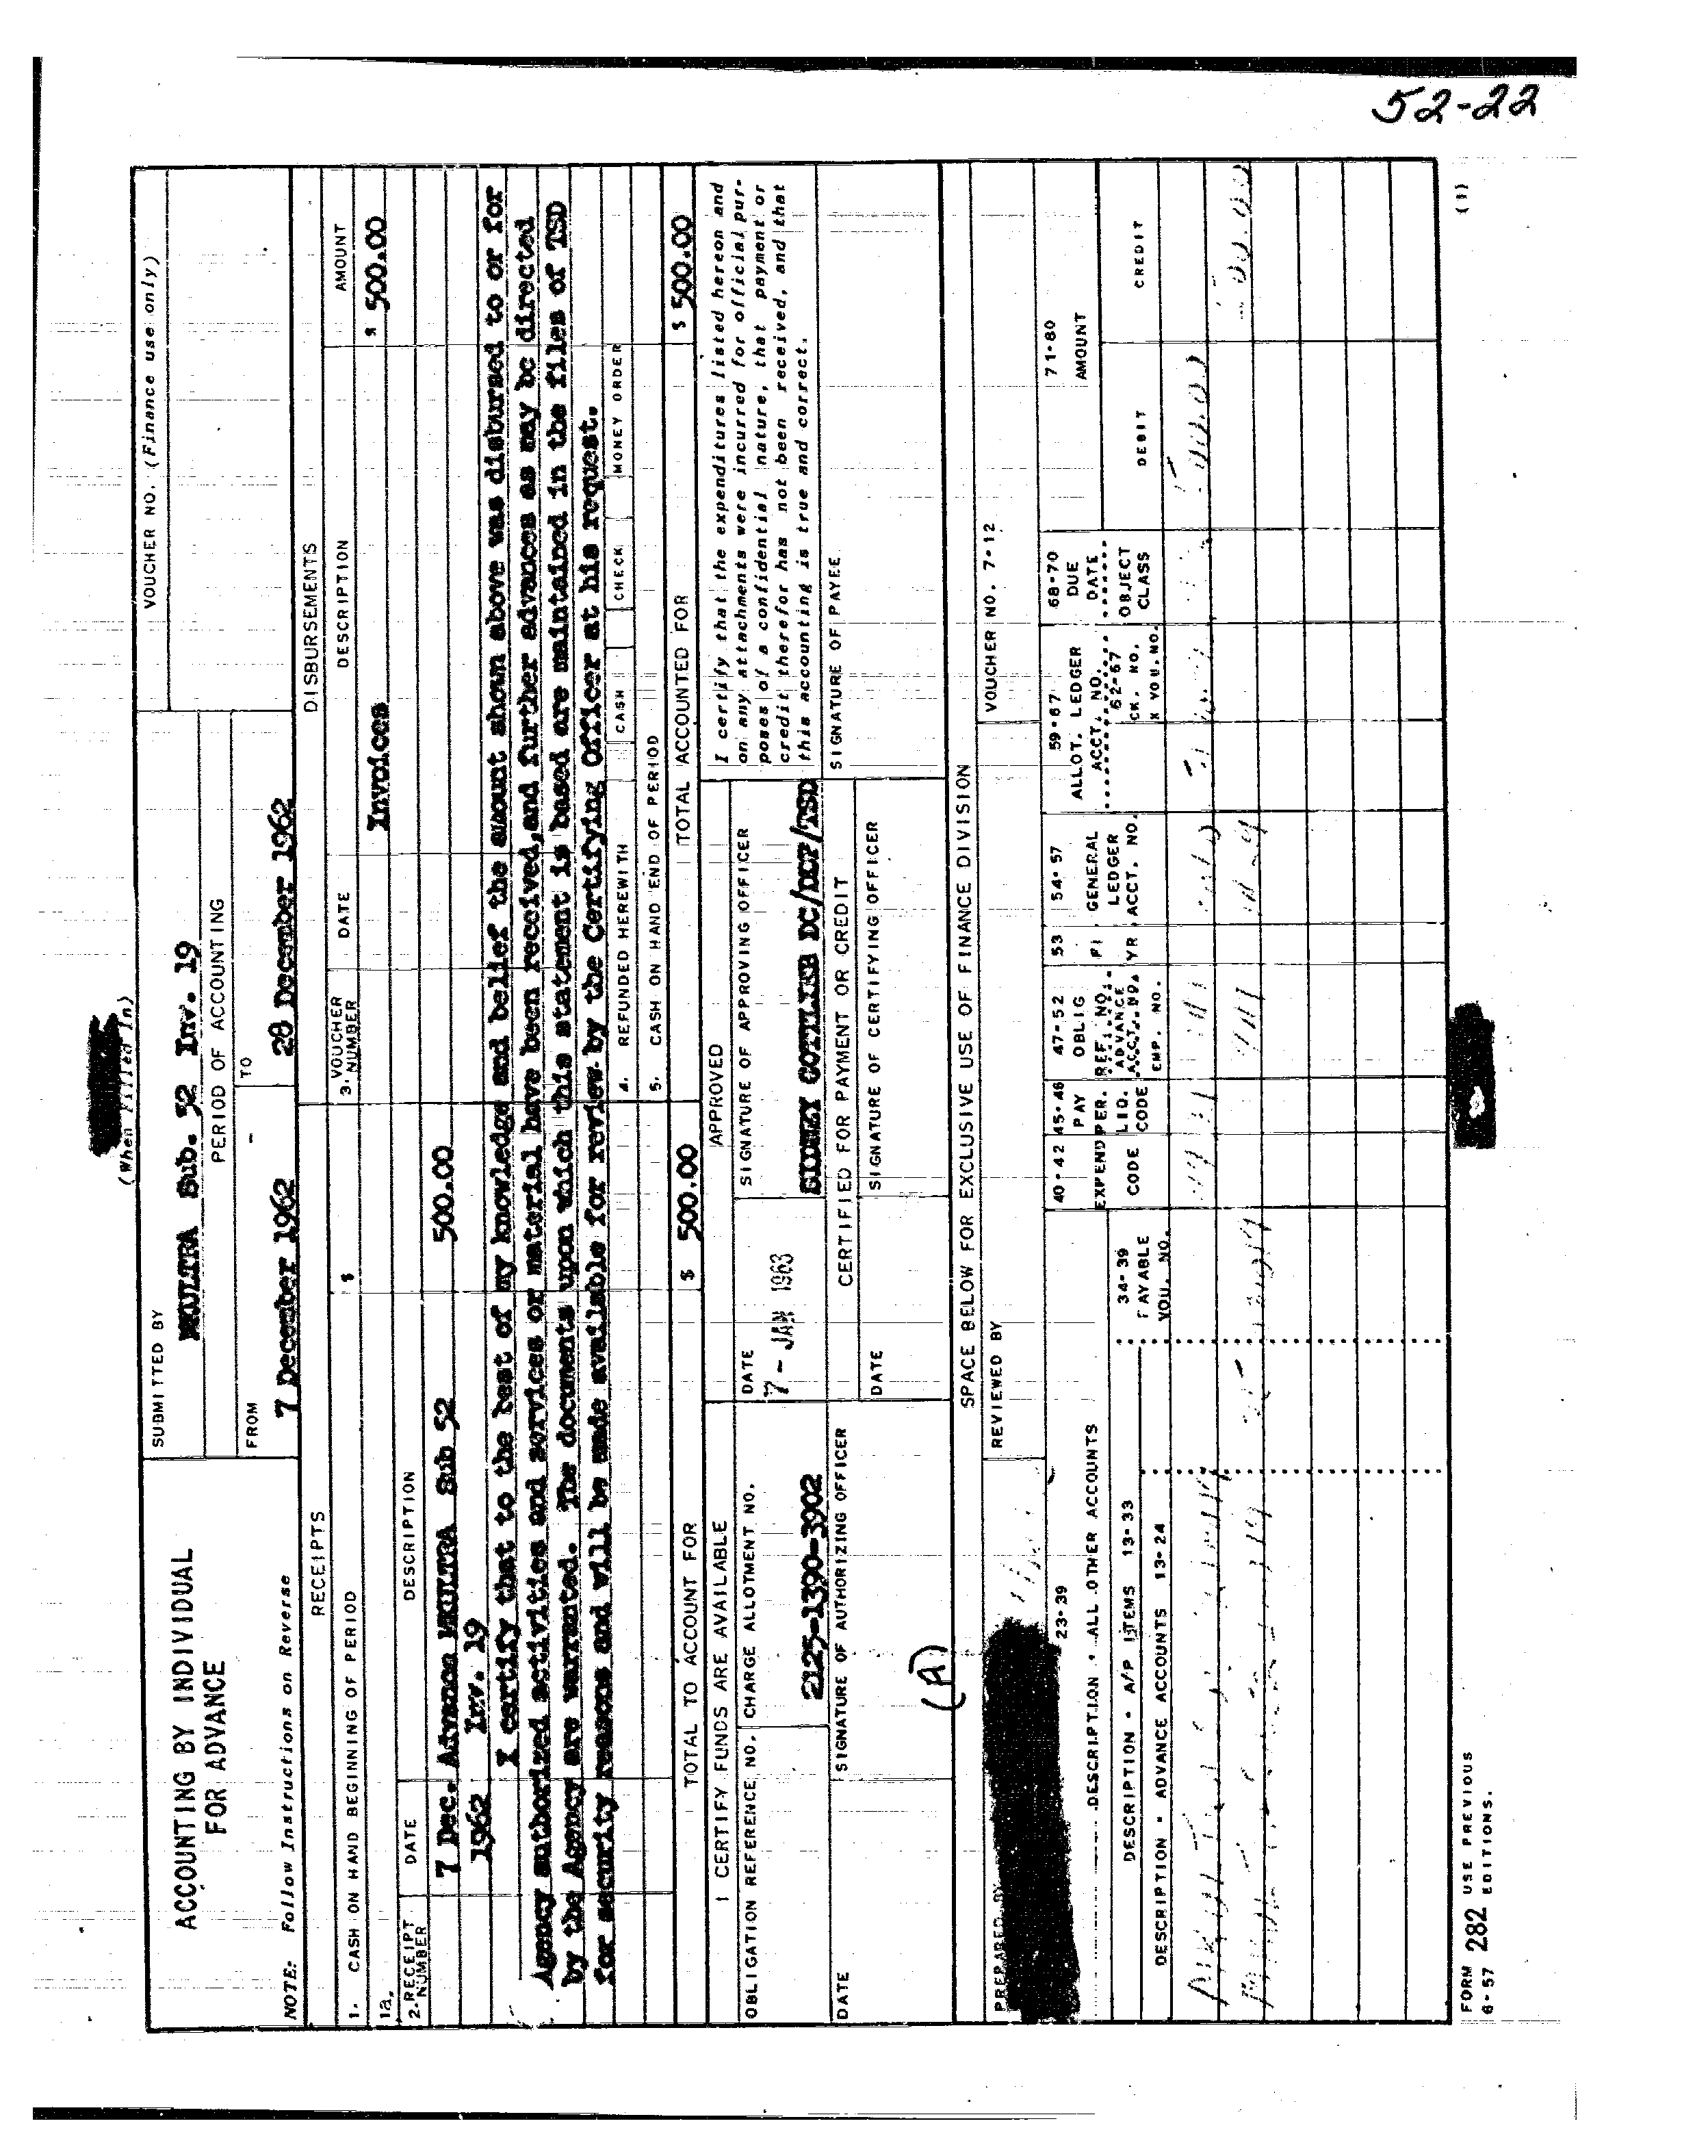 52-22
(When Filled In)
ACCOUNTING BY INDIVIDUAL
FOR ADVANCE
NOTE: Follow Instructions on Reverse
SUBMITTED BY
MKULTRA Sub. 52 Inv. 19
VOUCHER NO. (Finance use only)
PERIOD OF ACCOUNTING
FROM
TO
7 December 1962 - 28 December 1962
RECEIPTS
DISBURSEMENTS
1. CASH ON HAND BEGINNING OF PERIOD $
3. VOUCHER NUMBER DATE DESCRIPTION AMOUNT
1a.
Invoices $ 500.00
2. RECEIPT NUMBER DATE DESCRIPTION
7 Dec. Advance MKULTRA Sub 52 500.00
1962 Inv. 19
I certify that to the best of my knowledge and belief the amount shown above was disbursed to or for
Agency authorized activities and services or material have been received, and further advances as may be directed
by the Agency are warranted. The documents upon which this statement is based are maintained in the files of TSD
for security reasons and will be made available for review by the Certifying Officer at his request.
4. REFUNDED HEREWITH CASH CHECK MONEY ORDER
5. CASH ON HAND END OF PERIOD
TOTAL TO ACCOUNT FOR $ 500.00
TOTAL ACCOUNTED FOR $ 500.00
I CERTIFY FUNDS ARE AVAILABLE
APPROVED
I certify that the expenditures listed hereon and
on any attachments were incurred for official pur-
poses of a confidential nature, that payment or
credit therefor has not been received, and that
this accounting is true and correct.
OBLIGATION REFERENCE NO. CHARGE ALLOTMENT NO.
2125-1390-3902
DATE
7 - JAN 1963
SIGNATURE OF APPROVING OFFICER
SIDNEY GOTTLIEB DC/DCP/TSD
DATE
SIGNATURE OF AUTHORIZING OFFICER
(A)
CERTIFIED FOR PAYMENT OR CREDIT
DATE
SIGNATURE OF CERTIFYING OFFICER
SIGNATURE OF PAYEE
SPACE BELOW FOR EXCLUSIVE USE OF FINANCE DIVISION
PREPARED BY
REVIEWED BY
VOUCHER NO. 7-12
23-39
DESCRIPTION - ALL OTHER ACCOUNTS
DESCRIPTION - A/P ITEMS 13-33
DESCRIPTION - ADVANCE ACCOUNTS 13-24
34-39
PAYABLE
VOU. NO.
40-42
EXPEND
CODE
45-46
PAY
PER.
LIQ.
CODE
47-52
OBLIG
REF. NO.
ADVANCE
ACCT. NO.
EMP. NO.
53
FI
YR
54-57
GENERAL
LEDGER
ACCT. NO.
59-67
ALLOT. LEDGER
ACCT. NO.
62-67
CK. NO.
X VOU. NO.
68-70
DUE
DATE
OBJECT
CLASS
71-80
AMOUNT
DEBIT
CREDIT
FORM 282 USE PREVIOUS
6-57 EDITIONS.
(1)